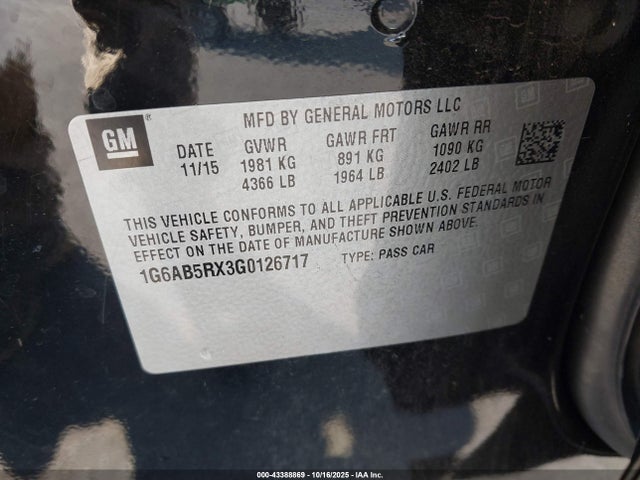 GM ®
MFD BY GENERAL MOTORS LLC
DATE GVWR GAWR FRT GAWR RR
11/15 1981 KG 891 KG 1090 KG
4366 LB 1964 LB 2402 LB
THIS VEHICLE CONFORMS TO ALL APPLICABLE U.S. FEDERAL MOTOR
VEHICLE SAFETY, BUMPER, AND THEFT PREVENTION STANDARDS IN
EFFECT ON THE DATE OF MANUFACTURE SHOWN ABOVE.
1G6AB5RX3G0126717 TYPE: PASS CAR
000-43388869 | 10/16/2025 | IAA Inc.